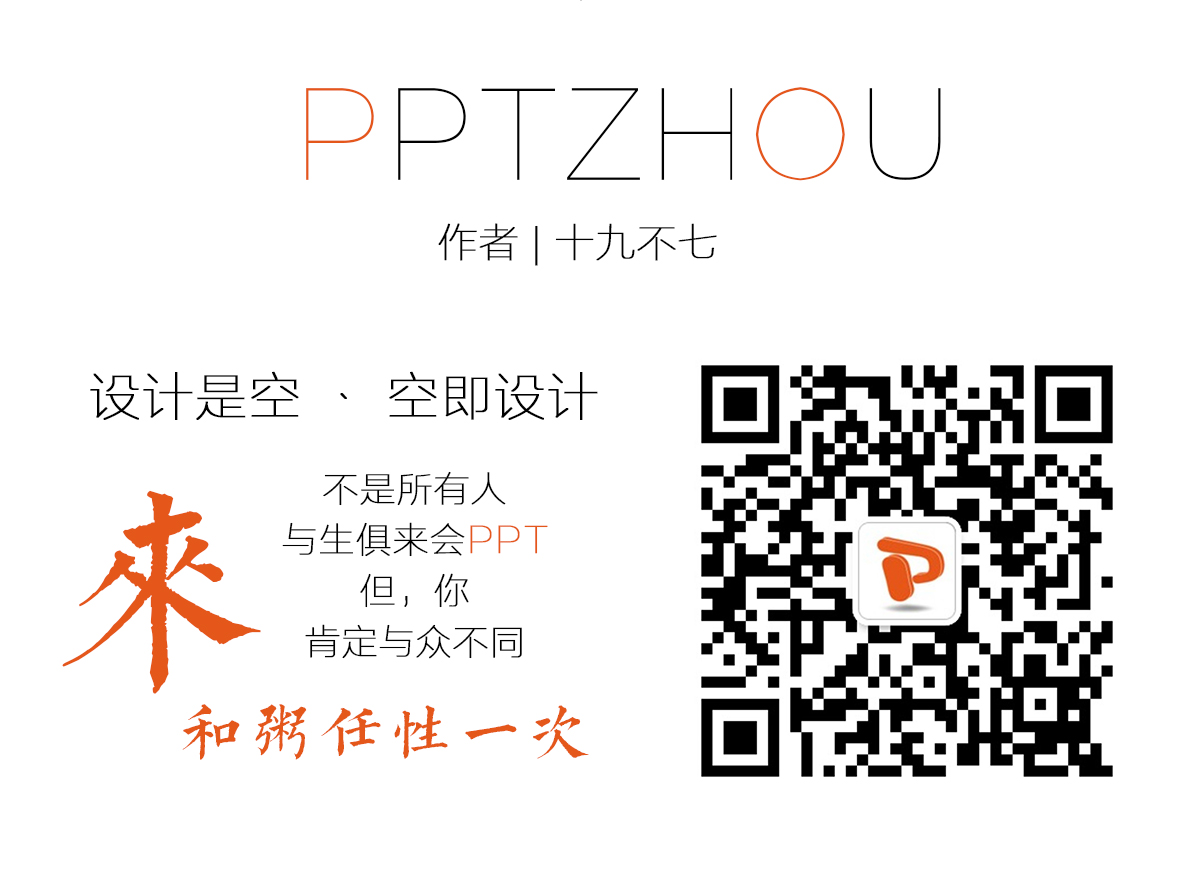 PPTZHOU
作者 | 十九不七
设计是空 、 空即设计
不是所有人
与生俱来会PPT
但，你
肯定与众不同
來
和粥任性一次